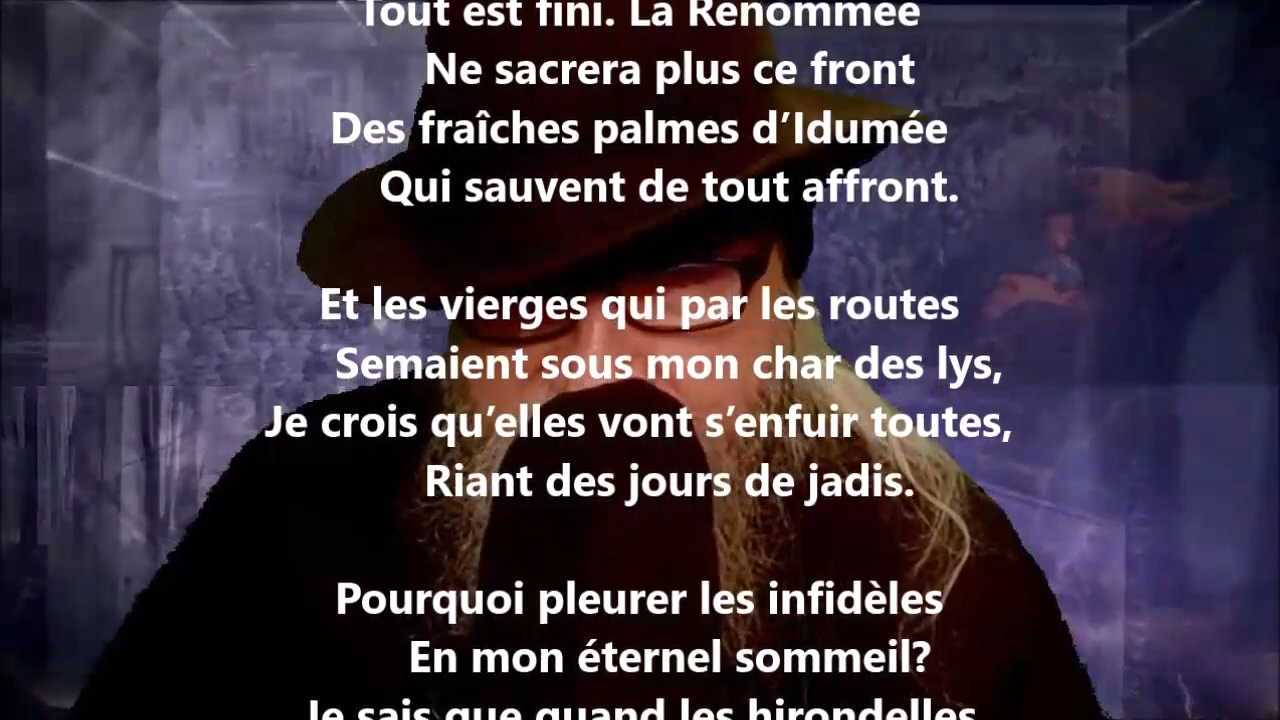 Tout est fini. La Renommée
Ne sacrera plus ce front
Des fraîches palmes d’Idumée
Qui sauvent de tout affront.
Et les vierges qui par les routes
Semaient sous mon char des lys,
Je crois qu’elles vont s’enfuir toutes,
Riant des jours de jadis.
Pourquoi pleurer les infidèles
En mon éternel sommeil?
Je sais que quand les hirondelles